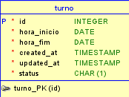 turno
P * id INTEGER
* hora_inicio DATE
* hora_fim DATE
* created_at TIMESTAMP
* updated_at TIMESTAMP
* status CHAR (1)
turno_PK (id)